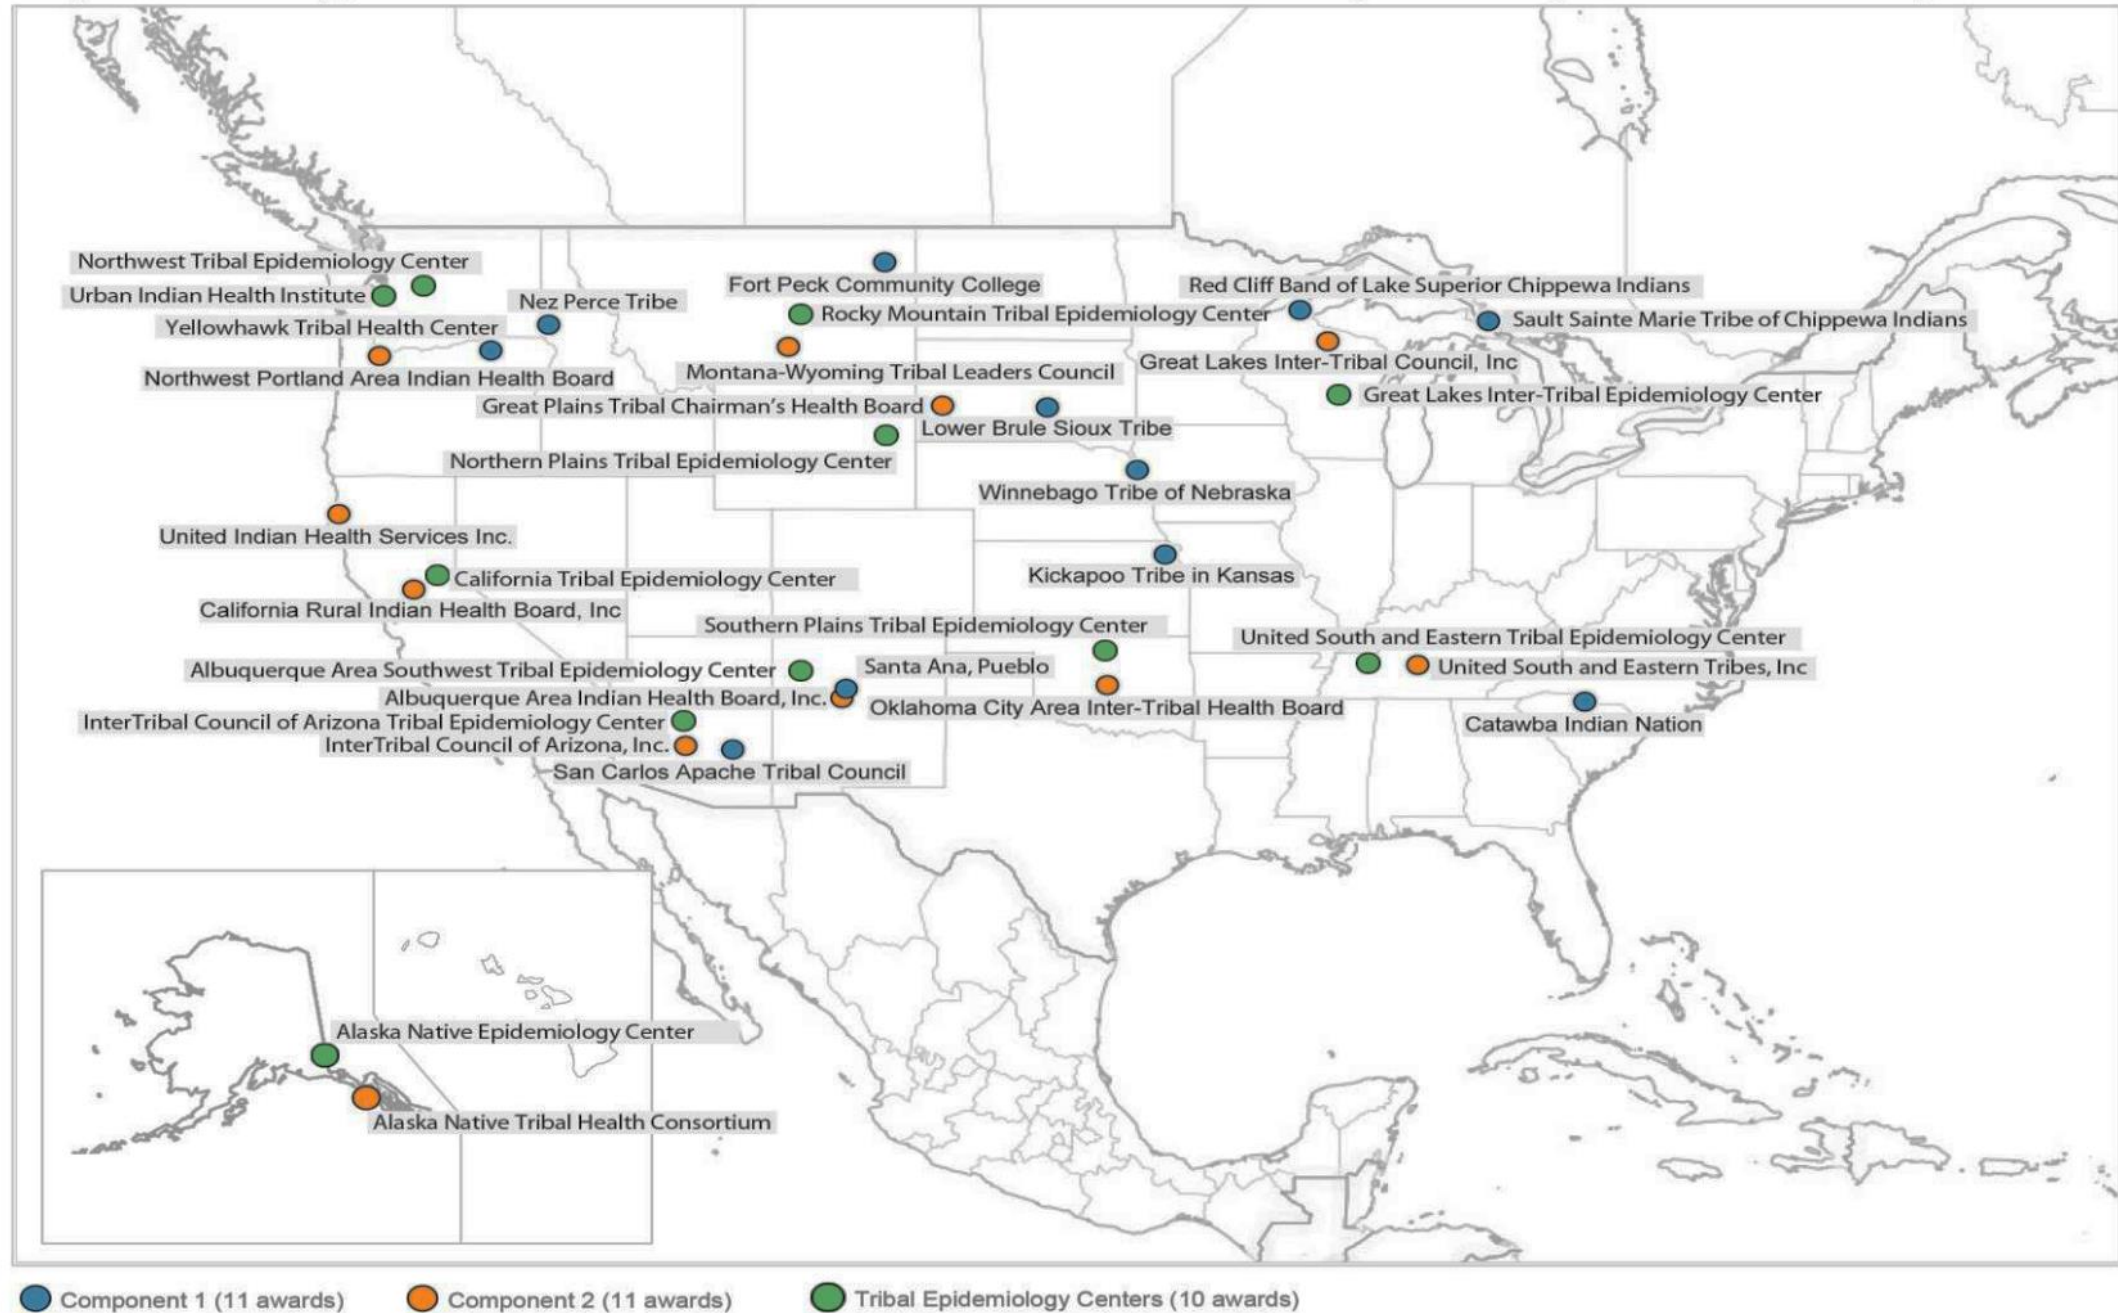 Northwest Tribal Epidemiology Center
Urban Indian Health Institute
Yellowhawk Tribal Health Center
Nez Perce Tribe
Northwest Portland Area Indian Health Board
Fort Peck Community College
Rocky Mountain Tribal Epidemiology Center
Montana-Wyoming Tribal Leaders Council
Red Cliff Band of Lake Superior Chippewa Indians
Sault Sainte Marie Tribe of Chippewa Indians
Great Lakes Inter-Tribal Council, Inc
Great Lakes Inter-Tribal Epidemiology Center
Great Plains Tribal Chairman’s Health Board
Lower Brule Sioux Tribe
Northern Plains Tribal Epidemiology Center
Winnebago Tribe of Nebraska
United Indian Health Services Inc.
California Tribal Epidemiology Center
California Rural Indian Health Board, Inc
Kickapoo Tribe in Kansas
Southern Plains Tribal Epidemiology Center
United South and Eastern Tribal Epidemiology Center
United South and Eastern Tribes, Inc
Albuquerque Area Southwest Tribal Epidemiology Center
Santa Ana, Pueblo
Albuquerque Area Indian Health Board, Inc.
Oklahoma City Area Inter-Tribal Health Board
InterTribal Council of Arizona Tribal Epidemiology Center
InterTribal Council of Arizona, Inc.
San Carlos Apache Tribal Council
Catawba Indian Nation
Alaska Native Epidemiology Center
Alaska Native Tribal Health Consortium
Component 1 (11 awards)
Component 2 (11 awards)
Tribal Epidemiology Centers (10 awards)